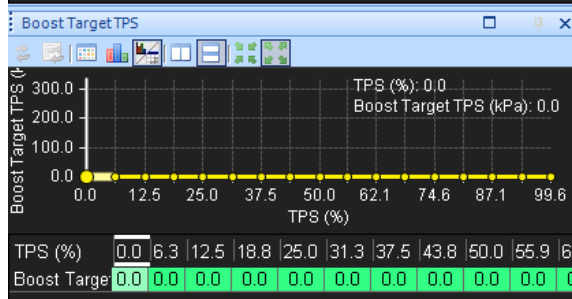 Boost Target TPS
TPS (%): 0.0
Boost Target TPS (kPa): 0.0
Boost Target TPS (k
300.0
200.0
100.0
0.0
0.0 12.5 25.0 37.5 50.0 62.1 74.6 87.1 99.6
TPS (%)
TPS (%) 0.0 6.3 12.5 18.8 25.0 31.3 37.5 43.8 50.0 55.9 6
Boost Targe 0.0 0.0 0.0 0.0 0.0 0.0 0.0 0.0 0.0 0.0